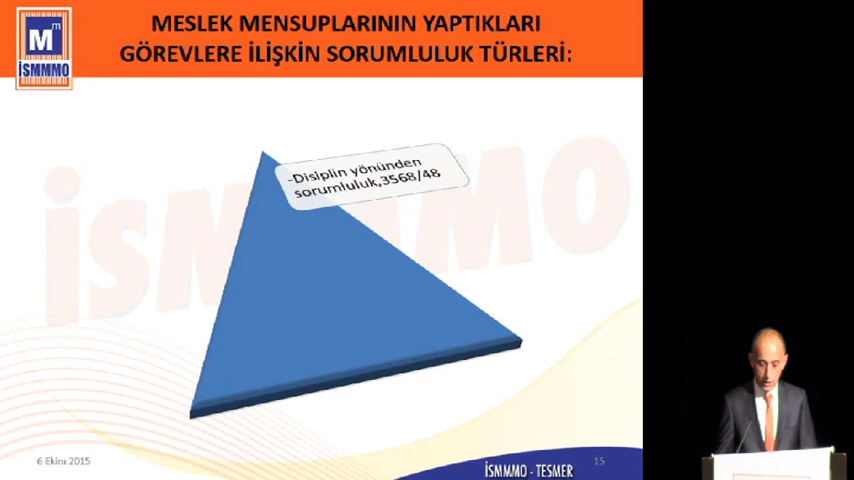 MESLEK MENSUPLARININ YAPTIKLARI
GÖREVLERE İLİŞKİN SORUMLULUK TÜRLERİ:
M m
İSMMMO
-Disiplin yönünden
sorumluluk,3568/48
İSMMMO
6 Ekim 2015
İSMMMO - TESMER
15